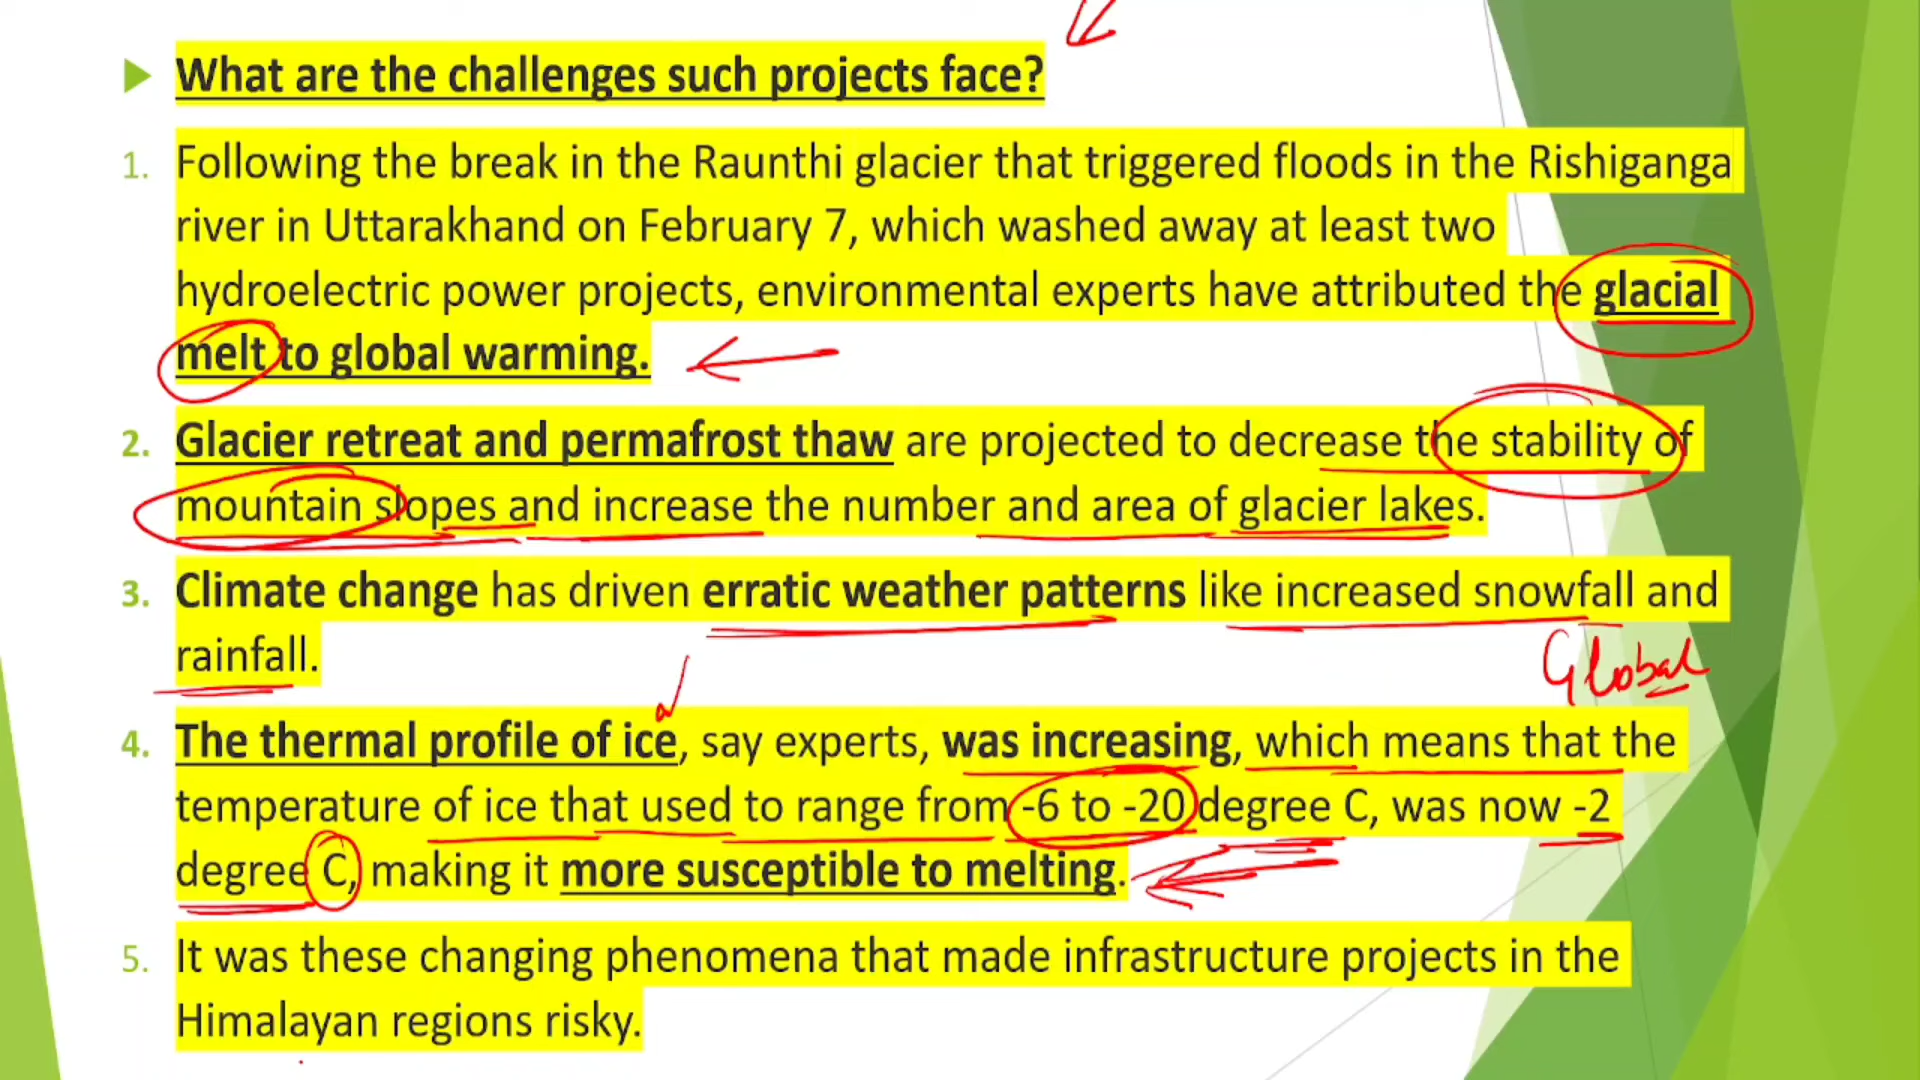 What are the challenges such projects face?
1. Following the break in the Raunthi glacier that triggered floods in the Rishiganga
river in Uttarakhand on February 7, which washed away at least two
hydroelectric power projects, environmental experts have attributed the glacial
melt to global warming.
2. Glacier retreat and permafrost thaw are projected to decrease the stability of
mountain slopes and increase the number and area of glacier lakes.
3. Climate change has driven erratic weather patterns like increased snowfall and
rainfall.
Global
4. The thermal profile of ice, say experts, was increasing, which means that the
temperature of ice that used to range from -6 to -20 degree C, was now -2
degree C, making it more susceptible to melting.
5. It was these changing phenomena that made infrastructure projects in the
Himalayan regions risky.